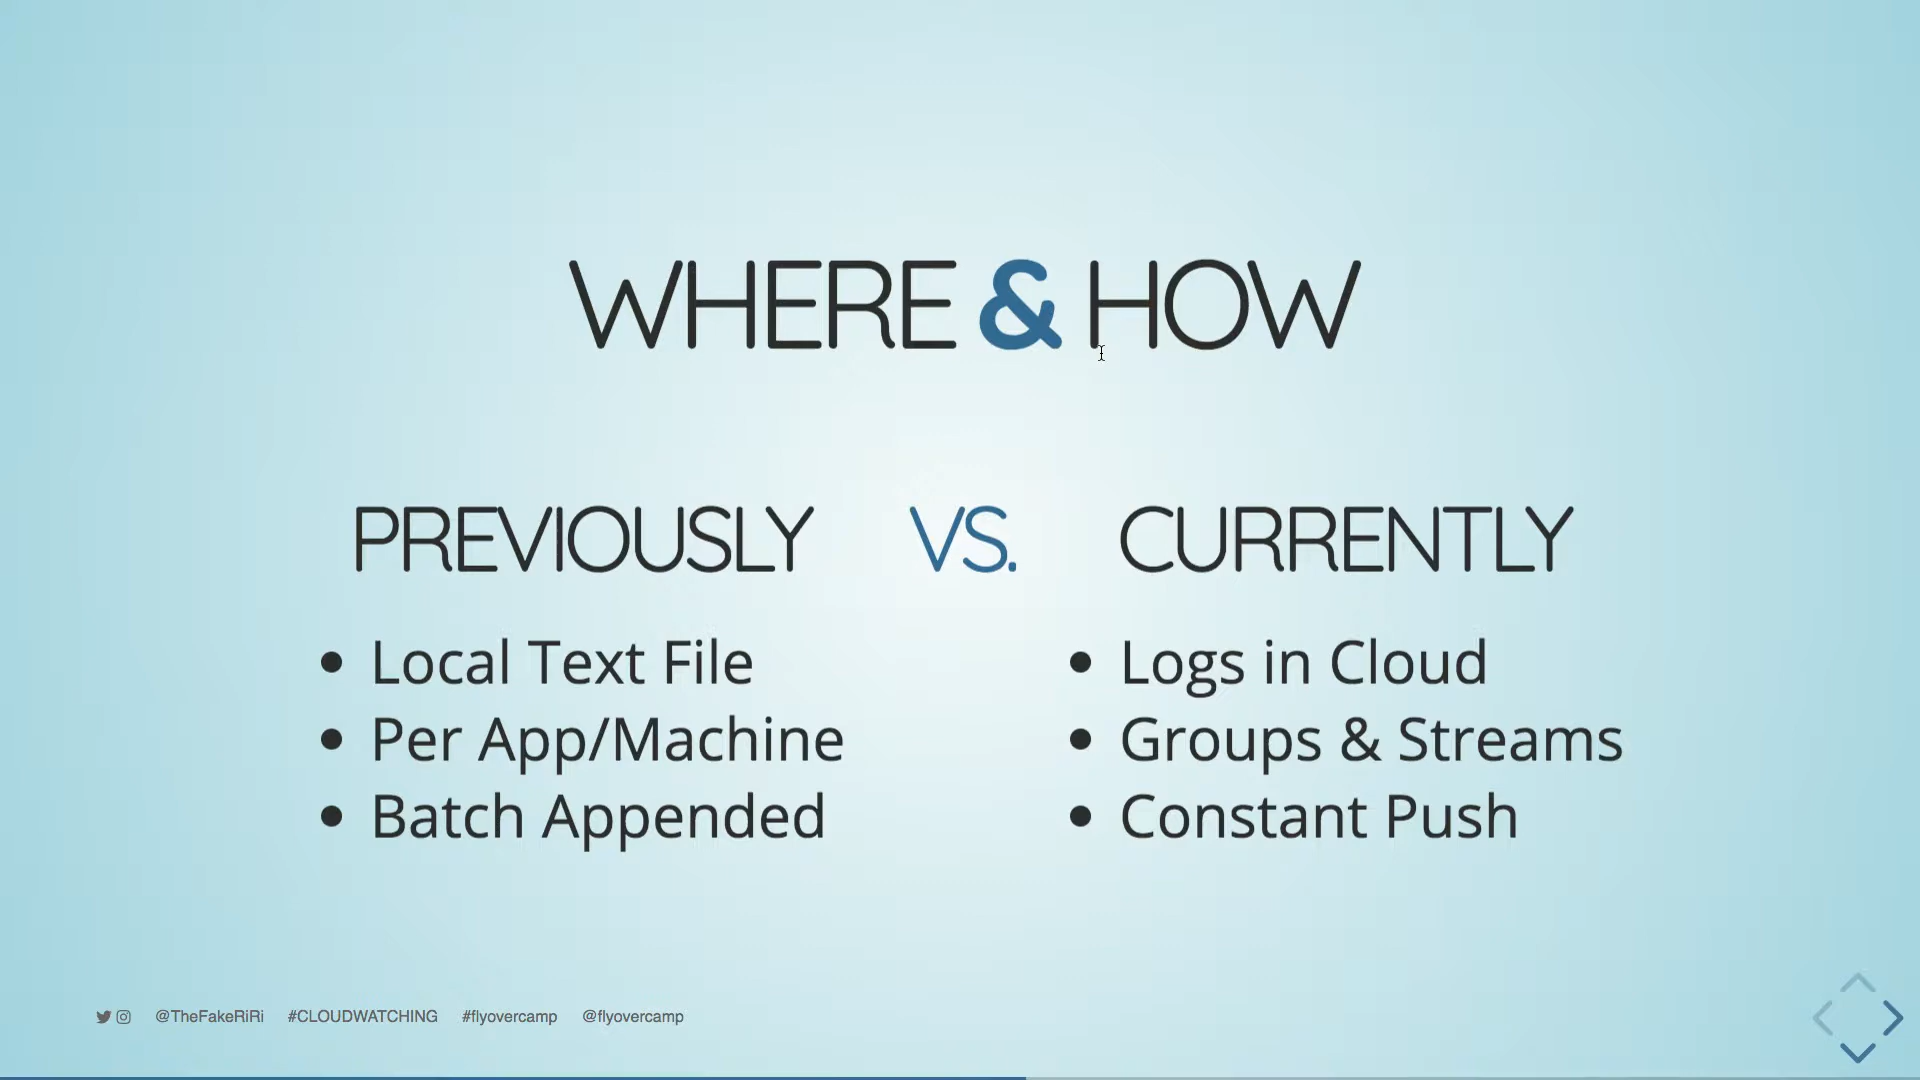 WHERE & HOW
PREVIOUSLY VS. CURRENTLY
• Local Text File
• Per App/Machine
• Batch Appended
• Logs in Cloud
• Groups & Streams
• Constant Push
@TheFakeRiRi #CLOUDWATCHING #flyovercamp @flyovercamp